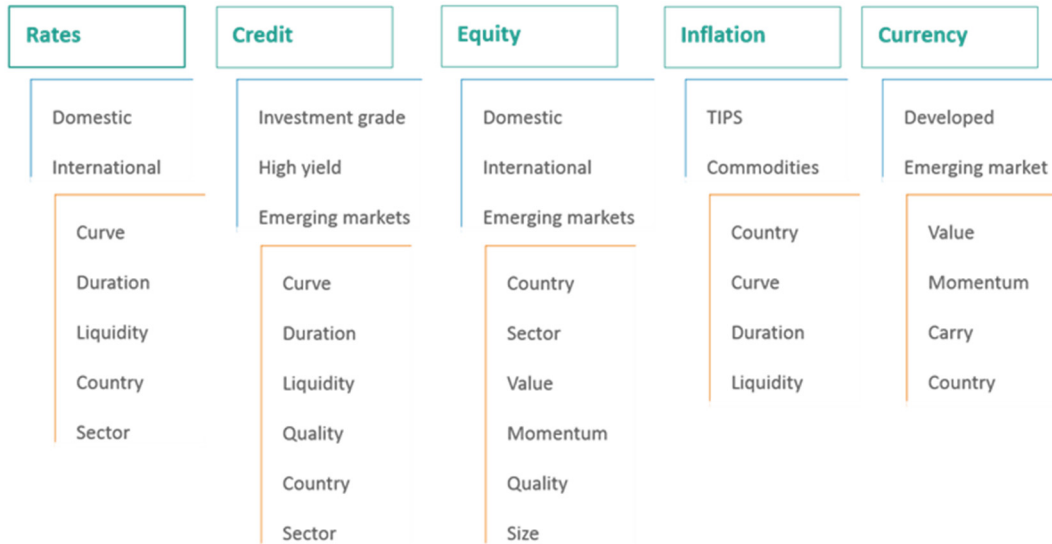 Rates
Domestic
International
Curve
Duration
Liquidity
Country
Sector
Credit
Investment grade
High yield
Emerging markets
Curve
Duration
Liquidity
Quality
Country
Sector
Equity
Domestic
International
Emerging markets
Country
Sector
Value
Momentum
Quality
Size
Inflation
TIPS
Commodities
Country
Curve
Duration
Liquidity
Currency
Developed
Emerging market
Value
Momentum
Carry
Country